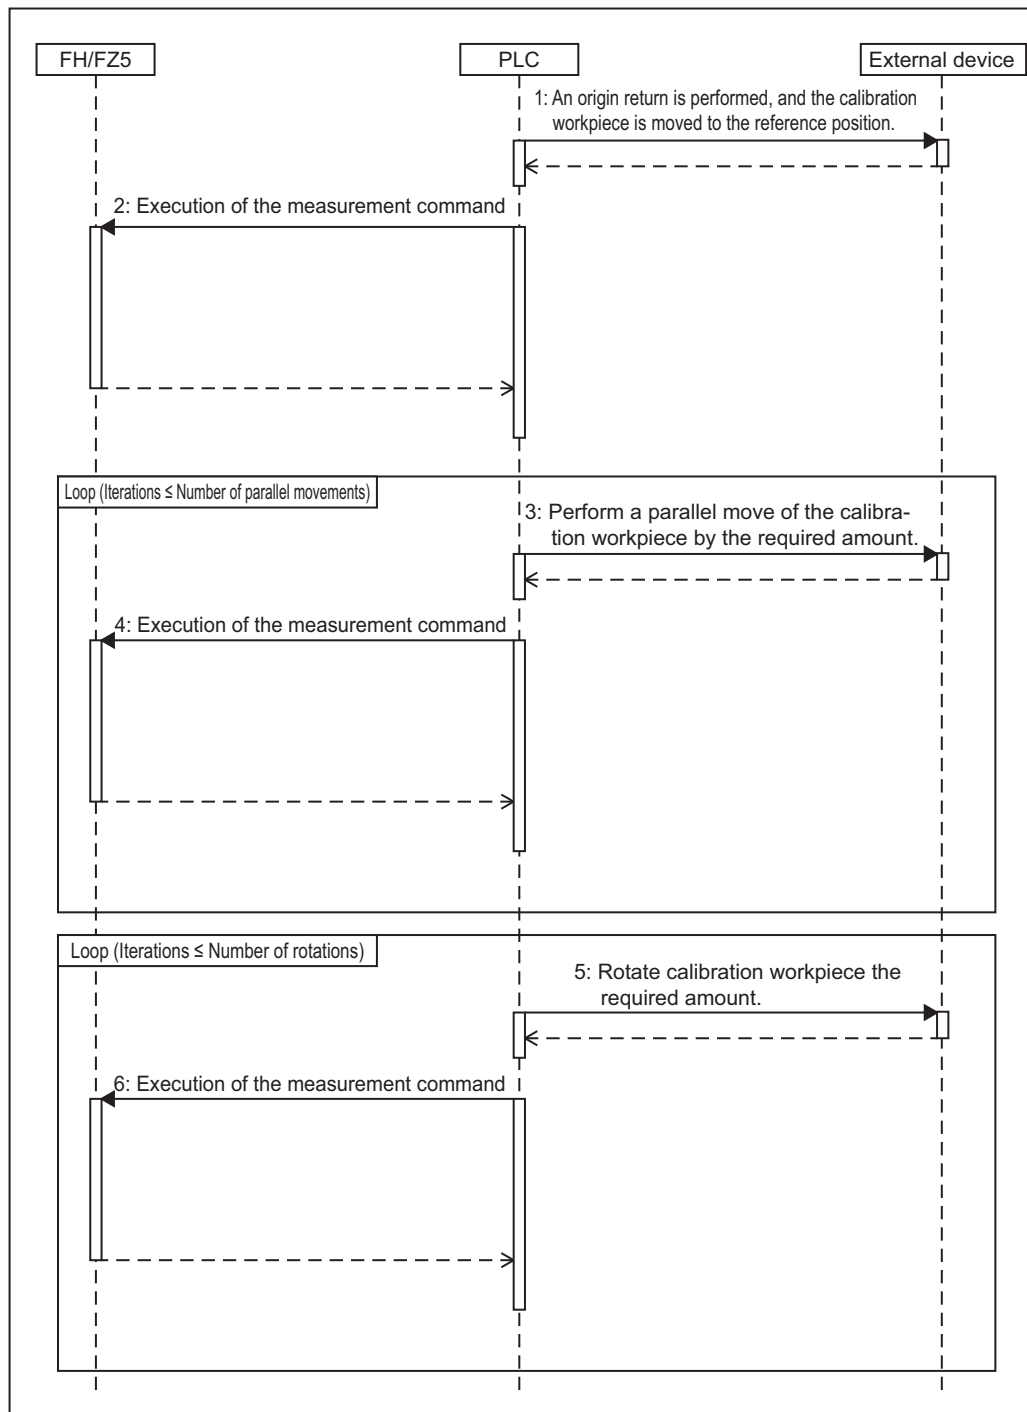 FH/FZ5
PLC
External device
1: An origin return is performed, and the calibration
workpiece is moved to the reference position.
2: Execution of the measurement command
Loop (Iterations ≤ Number of parallel movements)
3: Perform a parallel move of the calibra-
tion workpiece by the required amount.
4: Execution of the measurement command
Loop (Iterations ≤ Number of rotations)
5: Rotate calibration workpiece the
required amount.
6: Execution of the measurement command